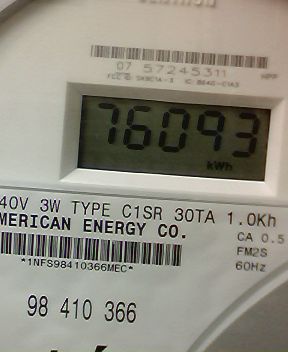 07 57245311
76093
kWh
40V 3W TYPE C1SR 30TA 1.0Kh
MERICAN ENERGY CO.
CA 0.5
*1NFS98410366MEC*
FM2S
60Hz
98 410 366